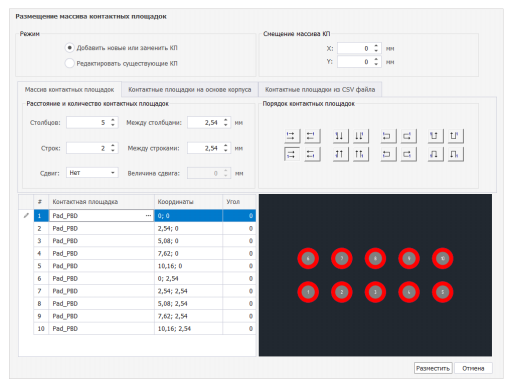 Размещение массива контактных площадок
Режим
Добавить новые или заменить КП
Редактировать существующие КП
Смещение массива КП
X: 0 мм
Y: 0 мм
Массив контактных площадок
Контактные площадки на основе корпуса
Контактные площадки из CSV файла
Расстояние и количество контактных площадок
Столбцов: 5 Между столбцами: 2,54 мм
Строк: 2 Между строками: 2,54 мм
Сдвиг: Нет Величина сдвига: 0 мм
Порядок контактных площадок
# Контактная площадка Координаты Угол
1 Pad_PBD ... 0; 0 0
2 Pad_PBD 2,54; 0 0
3 Pad_PBD 5,08; 0 0
4 Pad_PBD 7,62; 0 0
5 Pad_PBD 10,16; 0 0
6 Pad_PBD 0; 2,54 0
7 Pad_PBD 2,54; 2,54 0
8 Pad_PBD 5,08; 2,54 0
9 Pad_PBD 7,62; 2,54 0
10 Pad_PBD 10,16; 2,54 0
6 7 8 9 10
1 2 3 4 5
Разместить Отмена